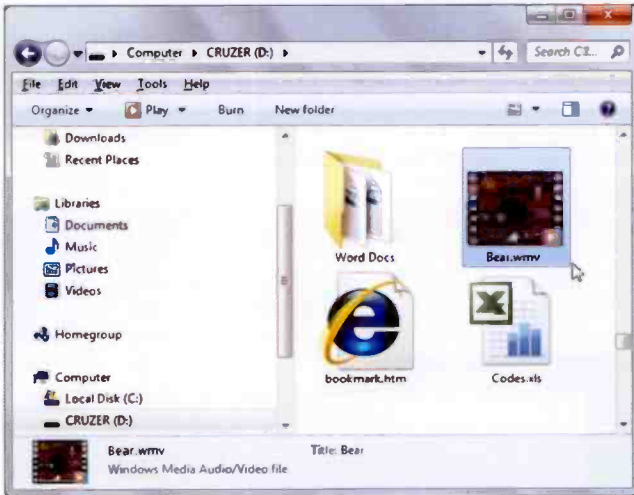 Computer ▸ CRUZER (D:) ▸ Search CR...
File Edit View Tools Help
Organize Play Burn New folder
Downloads
Recent Places
Libraries
Documents
Music
Pictures
Videos
Homegroup
Computer
Local Disk (C:)
CRUZER (D:)
Word Docs
Bear.wmv
bookmark.htm
Codes.xls
Bear.wmv Title: Bear
Windows Media Audio/Video file